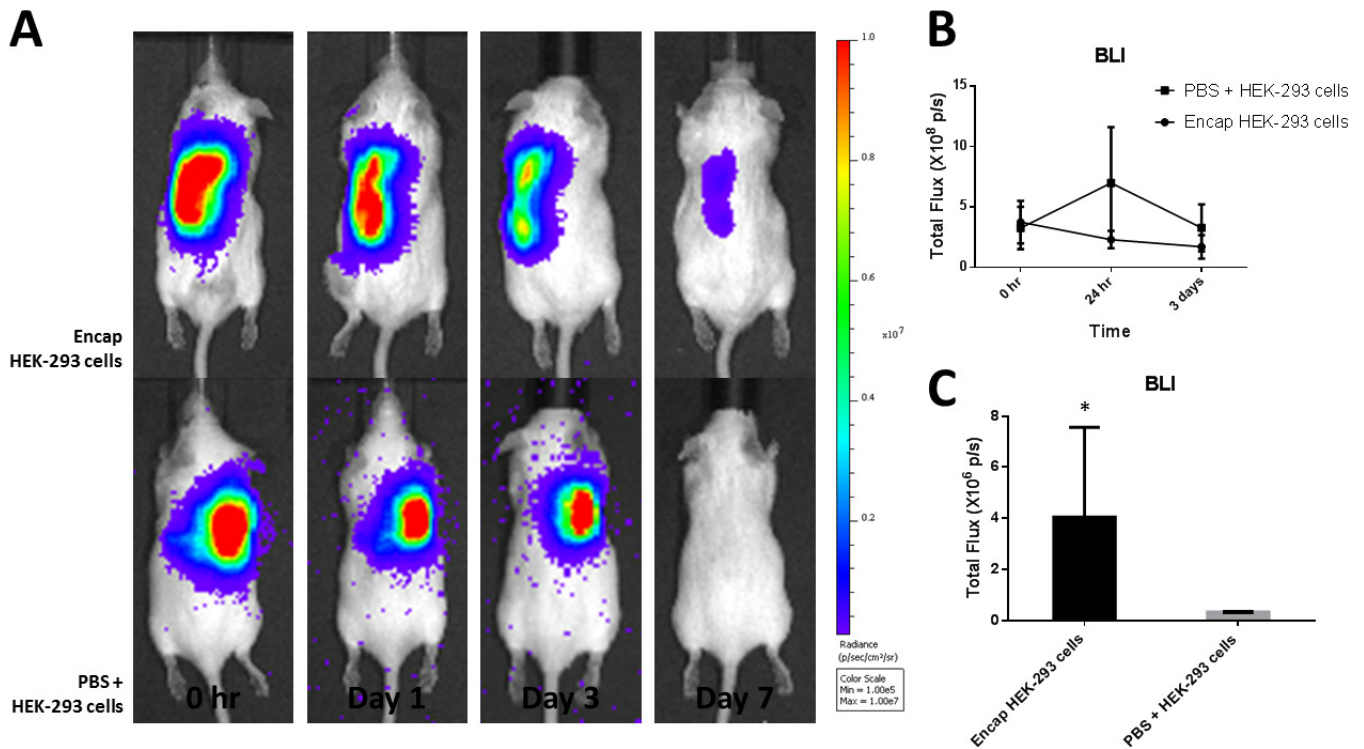 A
Encap
HEK-293 cells
PBS +
HEK-293 cells
0 hr
Day 1
Day 3
Day 7
1.0
0.8
0.6
x10⁷
0.4
0.2
Radiance
(p/sec/cm²/sr)
Color Scale
Min = 1.00e5
Max = 1.00e7
B
BLI
PBS + HEK-293 cells
Encap HEK-293 cells
Total Flux (X10⁸ p/s)
15
10
5
0
0 hr
24 hr
3 days
Time
C
BLI
*
Total Flux (X10⁶ p/s)
8
6
4
2
0
Encap HEK-293 cells
PBS + HEK-293 cells